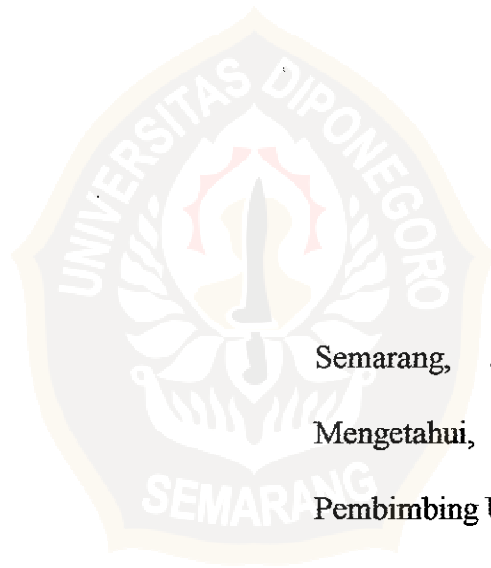 UNIVERSITAS DIPONEGORO
SEMARANG
Semarang,
Mengetahui,
Pembimbing U